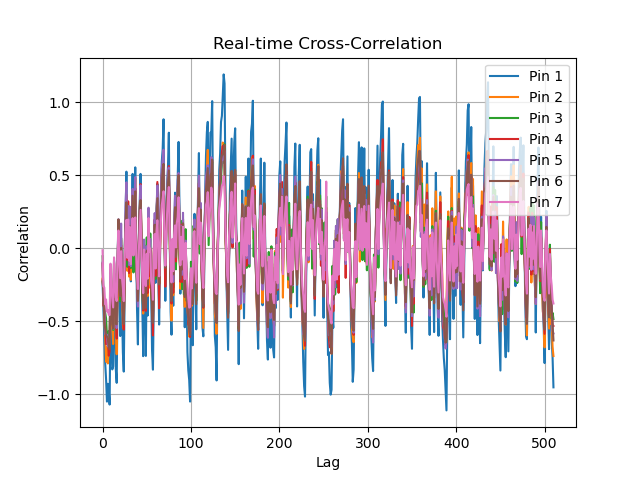 Real-time Cross-Correlation
Correlation
1.0
0.5
0.0
−0.5
−1.0
Pin 1
Pin 2
Pin 3
Pin 4
Pin 5
Pin 6
Pin 7
0 100 200 300 400 500
Lag